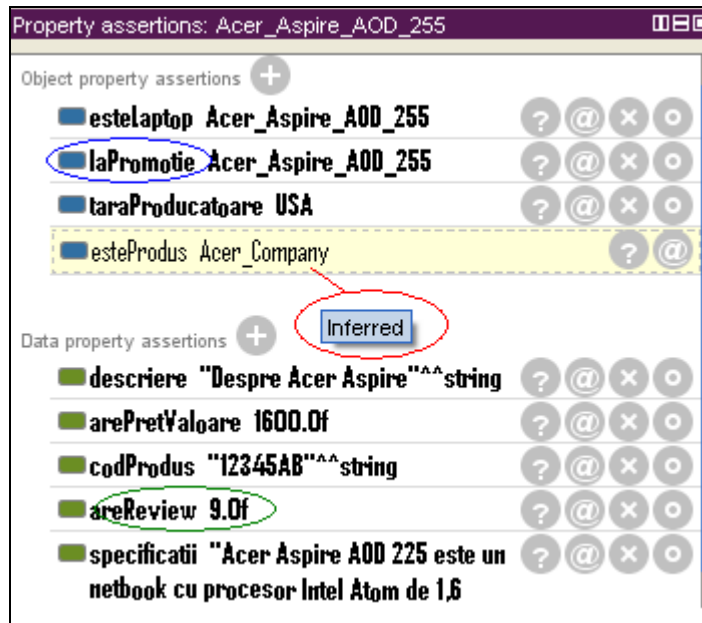 Property assertions: Acer_Aspire_AOD_255
Object property assertions
estelaptop Acer_Aspire_AOD_255
laPromotie Acer_Aspire_AOD_255
taraProducatoare USA
esteProdus Acer_Company
Inferred
Data property assertions
descriere "Despre Acer Aspire"^^string
arePretValoare 1600.0f
codProdus "12345AB"^^string
areReview 9.0f
specificatii "Acer Aspire AOD 225 este un
netbook cu procesor Intel Atom de 1,6